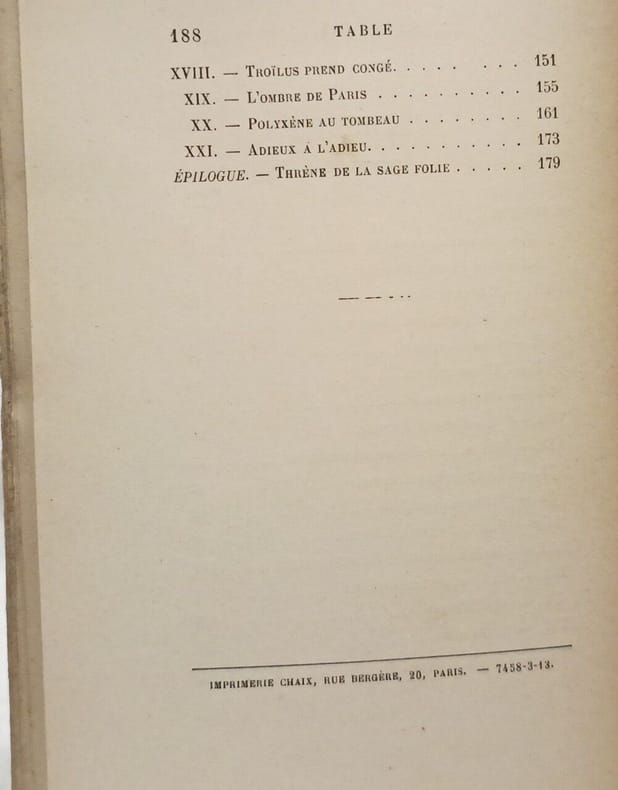 188 TABLE
XVIII. — TROÏLUS PREND CONGÉ. . . . . . . . 151
XIX. — L'OMBRE DE PARIS . . . . . . . . . . 155
XX. — POLYXÈNE AU TOMBEAU . . . . . . . . 161
XXI. — ADIEUX A L'ADIEU. . . . . . . . . . . 173
ÉPILOGUE. — THRÈNE DE LA SAGE FOLIE . . . . . 179
IMPRIMERIE CHAIX, RUE BERGÈRE, 20, PARIS. — 7458-3-13.